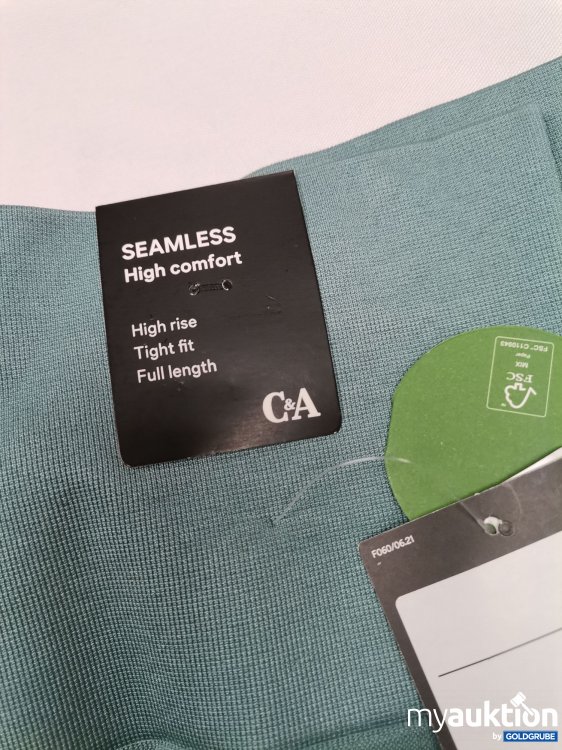 SEAMLESS
High comfort
High rise
Tight fit
Full length
C&A
FSC
MIX
Paper
FSC™ C110943
F060/06.21
myauktion
by GOLDGRUBE